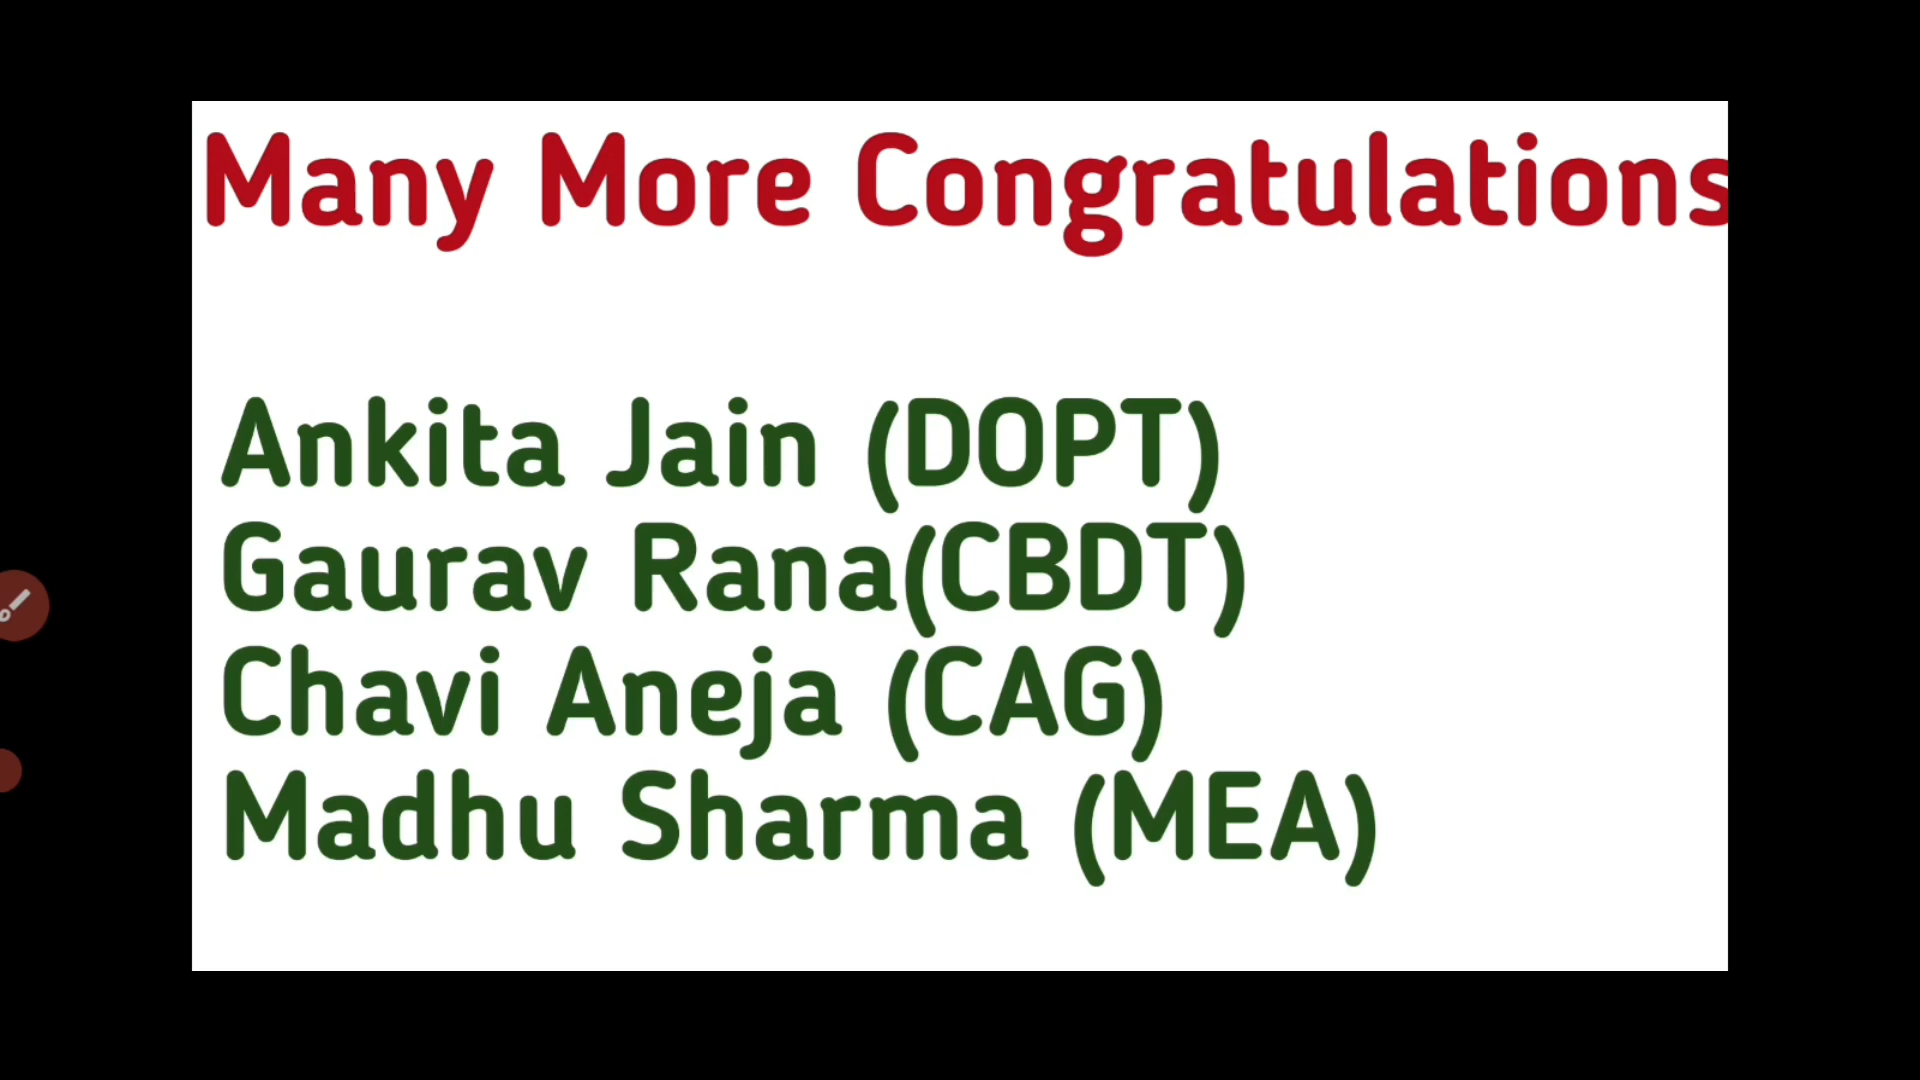 Many More Congratulations
Ankita Jain (DOPT)
Gaurav Rana(CBDT)
Chavi Aneja (CAG)
Madhu Sharma (MEA)